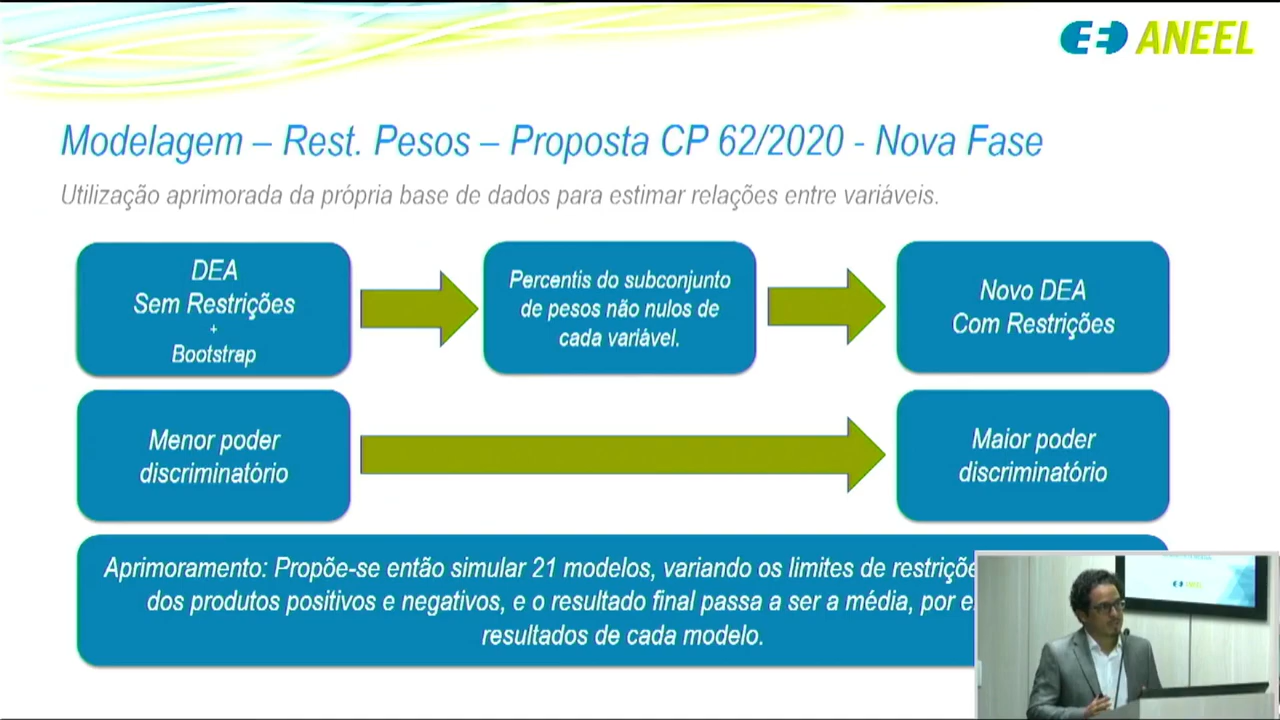 ANEEL
Modelagem – Rest. Pesos – Proposta CP 62/2020 - Nova Fase
Utilização aprimorada da própria base de dados para estimar relações entre variáveis.
DEA
Sem Restrições
+
Bootstrap
Percentis do subconjunto
de pesos não nulos de
cada variável.
Novo DEA
Com Restrições
Menor poder
discriminatório
Maior poder
discriminatório
Aprimoramento: Propõe-se então simular 21 modelos, variando os limites de
dos produtos positivos e negativos, e o resultado final passa a ser a média, por
resultados de cada modelo.
ANEEL